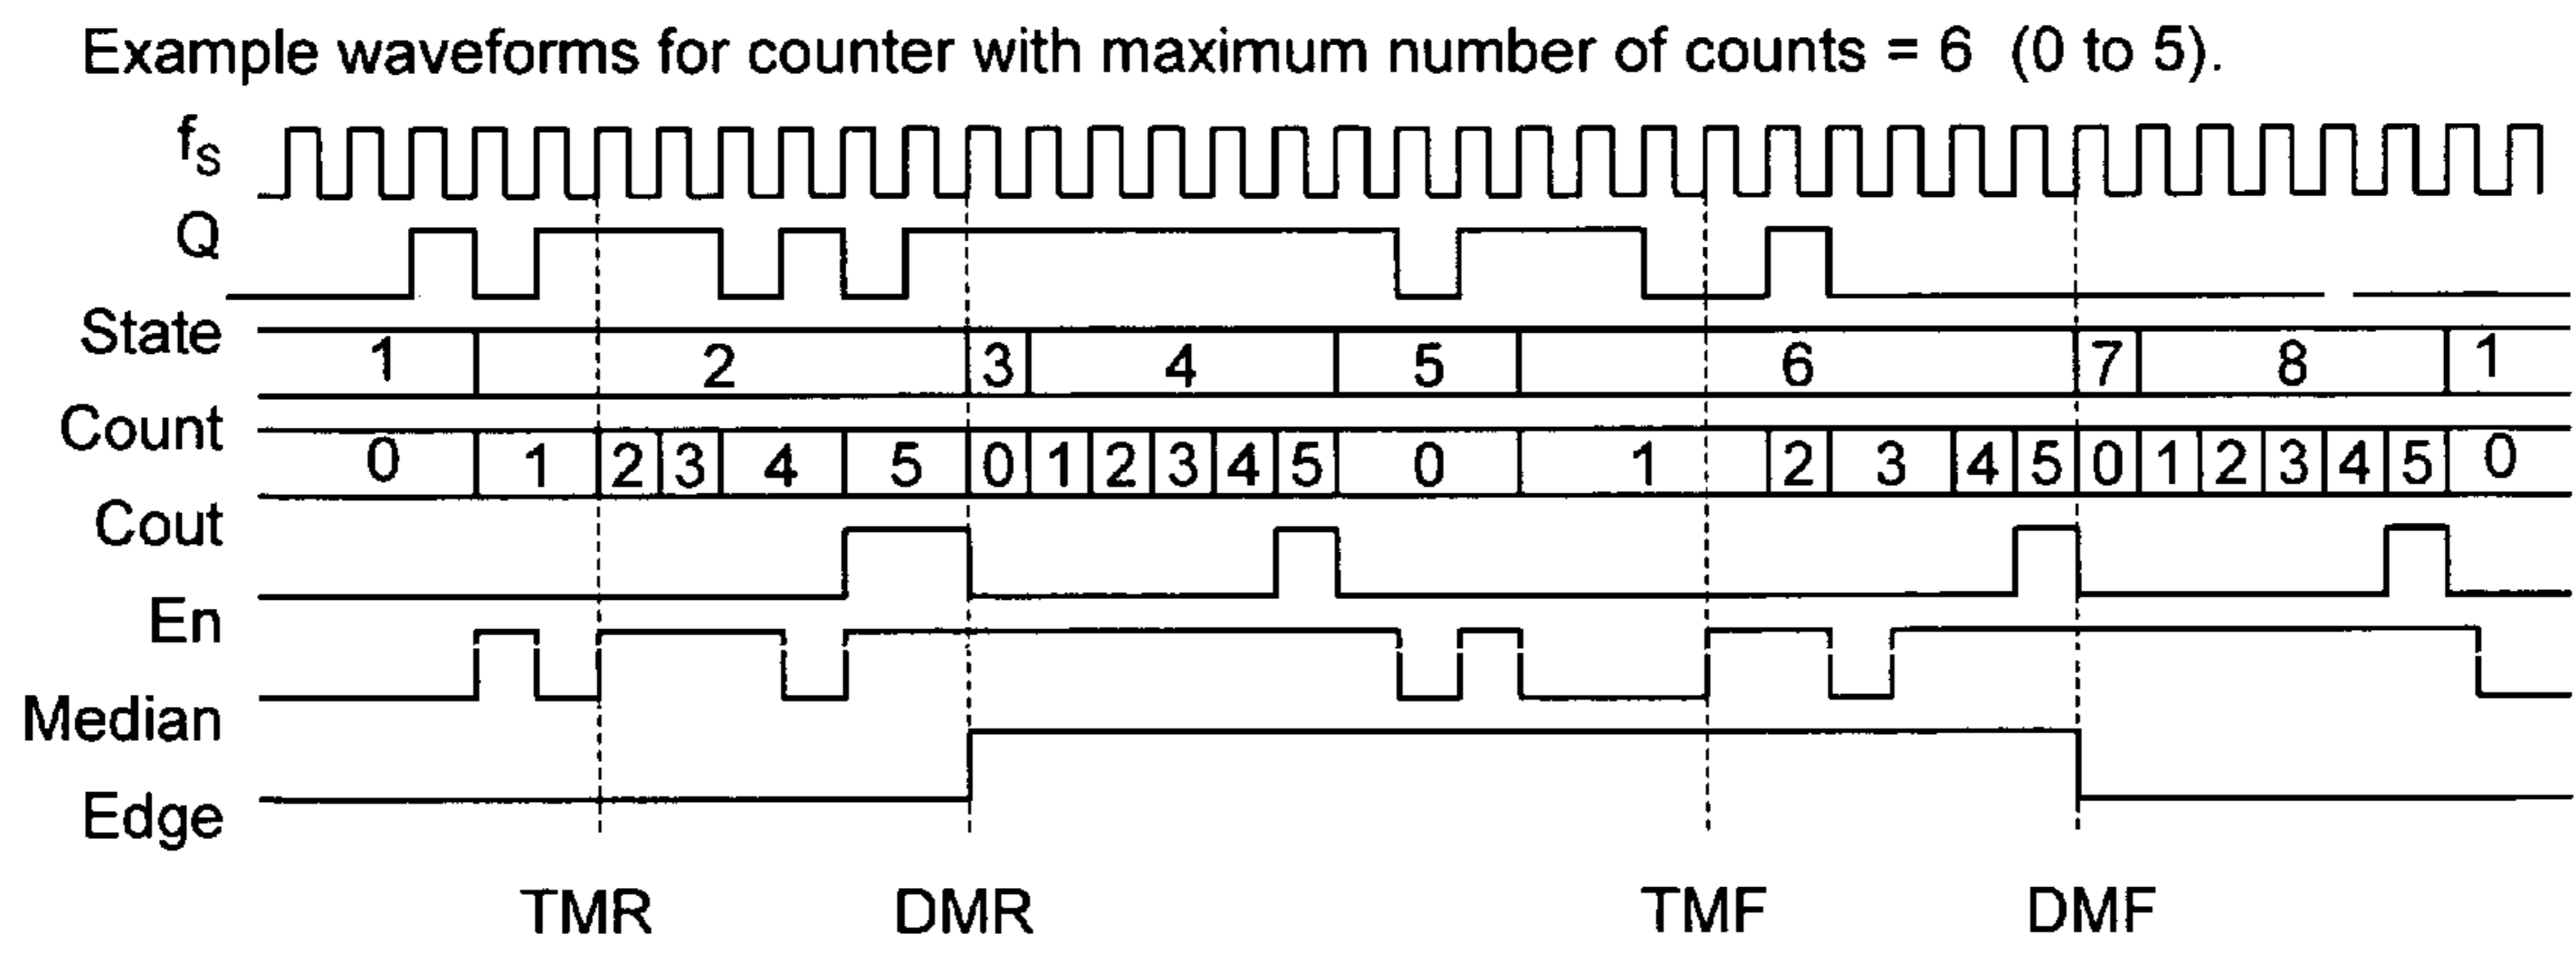 Example waveforms for counter with maximum number of counts = 6 (0 to 5).
fS
Q
State 1 2 3 4 5 6 7 8 1
Count 0 1 2 3 4 5 0 1 2 3 4 5 0 1 2 3 4 5 0 1 2 3 4 5 0
Cout
En
Median
Edge
TMR DMR TMF DMF